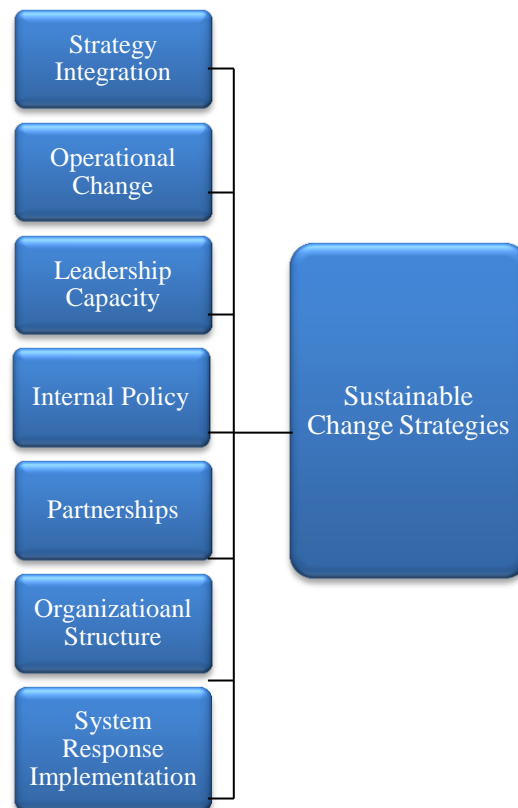 Strategy
Integration
Operational
Change
Leadership
Capacity
Internal Policy
Partnerships
Organizatioanl
Structure
System
Response
Implementation
Sustainable
Change Strategies